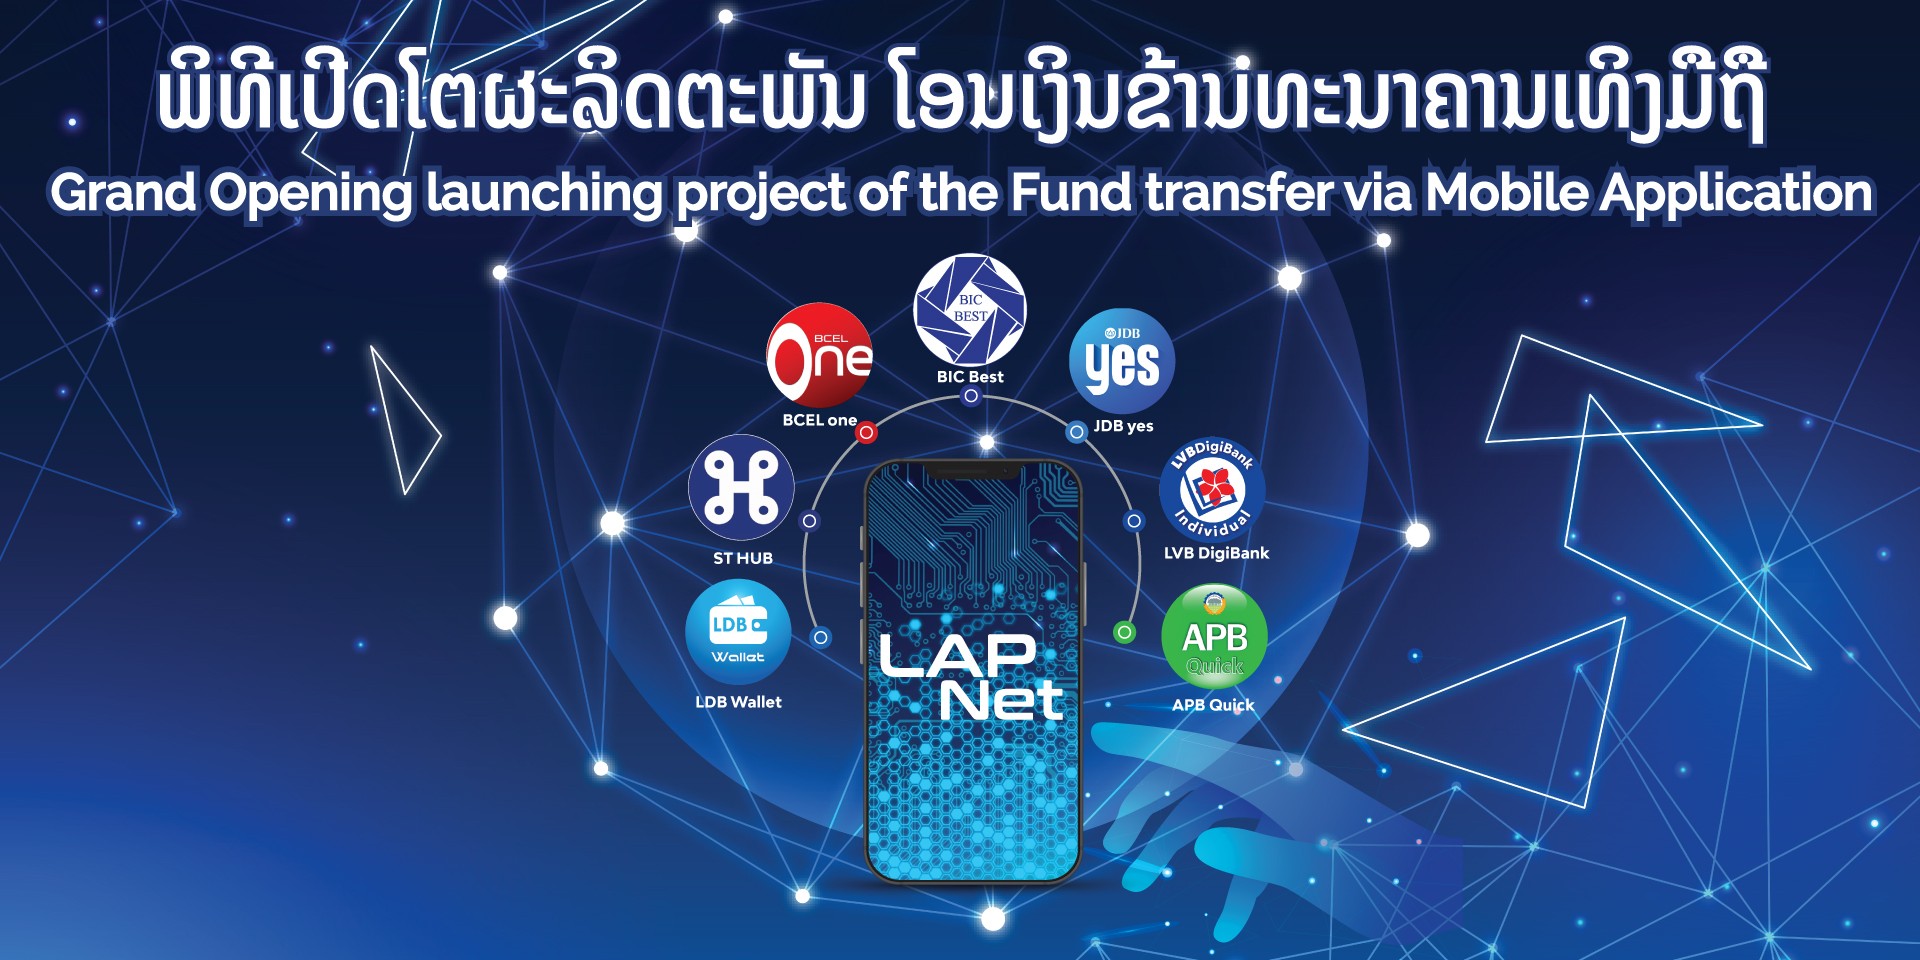 ພິທີເປີດໂຕຜະລິດຕະພັນ ໂອນເງິນຂ້ານທະນາຄານເທິງມືຖື
Grand Opening launching project of the Fund transfer via Mobile Application
BIC
BEST
BIC Best
BCEL
One
BCEL one
JDB
yes
JDB yes
ST HUB
LVBDigiBank
Individual
LVB DigiBank
LDB
Wallet
LDB Wallet
LAP
Net
APB
Quick
APB Quick